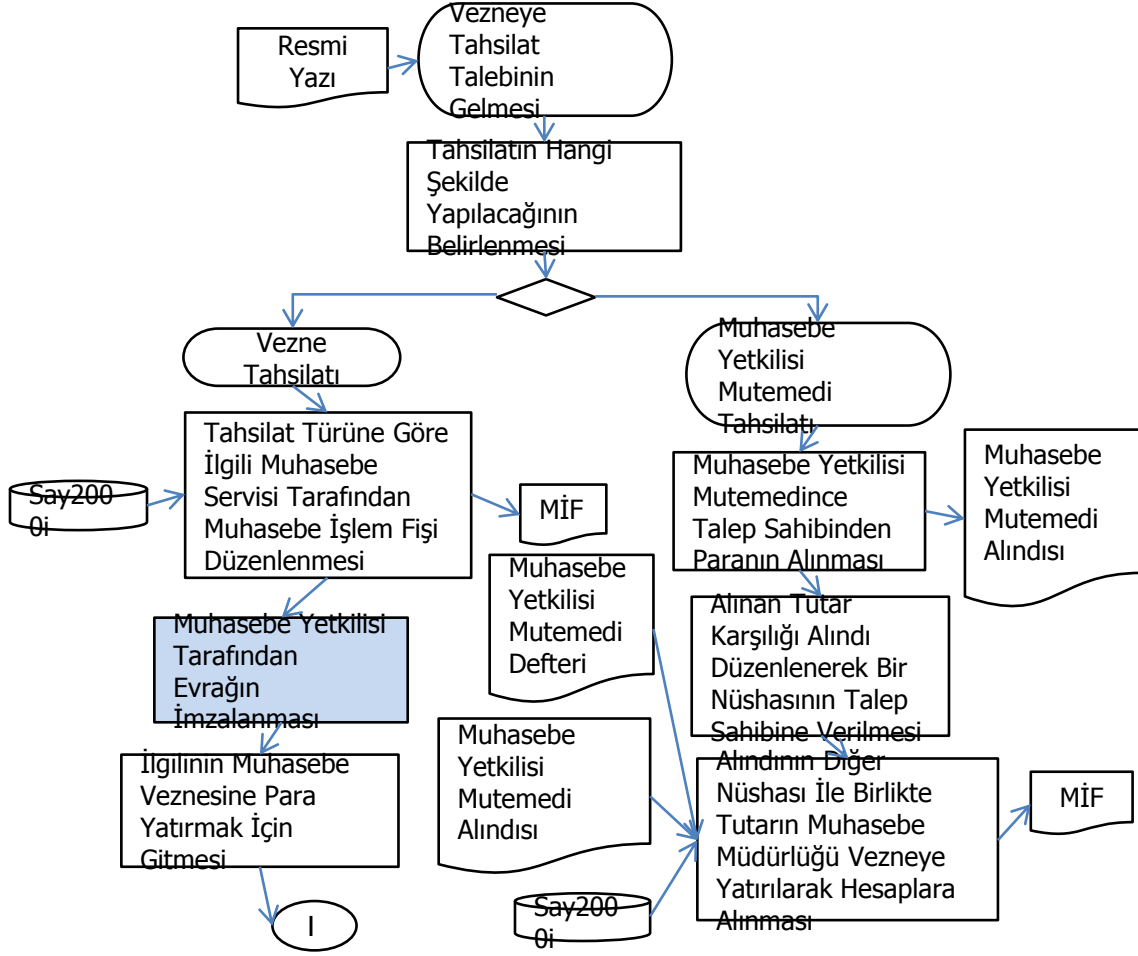 Resmi
Yazı
Vezneye
Tahsilat
Talebinin
Gelmesi
Tahsilatın Hangi
Şekilde
Yapılacağının
Belirlenmesi
Vezne
Tahsilatı
Muhasebe
Yetkilisi
Mutemedi
Tahsilatı
Tahsilat Türüne Göre
İlgili Muhasebe
Servisi Tarafından
Muhasebe İşlem Fişi
Düzenlenmesi
Say200
0i
MİF
Muhasebe Yetkilisi
Mutemedince
Talep Sahibinden
Paranın Alınması
Muhasebe
Yetkilisi
Mutemedi
Alındısı
Muhasebe Yetkilisi
Tarafından
Evrağın
İmzalanması
Muhasebe
Yetkilisi
Mutemedi
Defteri
Alınan Tutar
Karşılığı Alındı
Düzenlenerek Bir
Nüshasının Talep
Sahibine Verilmesi
İlgilinin Muhasebe
Veznesine Para
Yatırmak İçin
Gitmesi
Muhasebe
Yetkilisi
Mutemedi
Alındısı
Alındının Diğer
Nüshası İle Birlikte
Tutarın Muhasebe
Müdürlüğü Vezneye
Yatırılarak Hesaplara
Alınması
MİF
I
Say200
0i